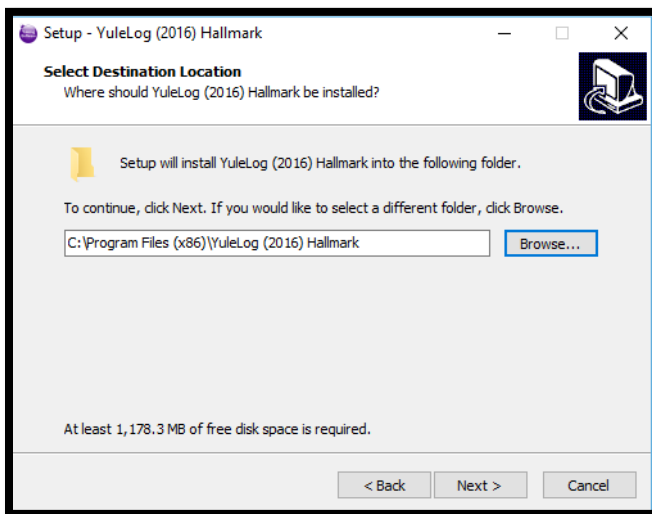 Setup - YuleLog (2016) Hallmark
Select Destination Location
Where should YuleLog (2016) Hallmark be installed?
Setup will install YuleLog (2016) Hallmark into the following folder.
To continue, click Next. If you would like to select a different folder, click Browse.
C:\Program Files (x86)\YuleLog (2016) Hallmark
Browse...
At least 1,178.3 MB of free disk space is required.
< Back
Next >
Cancel